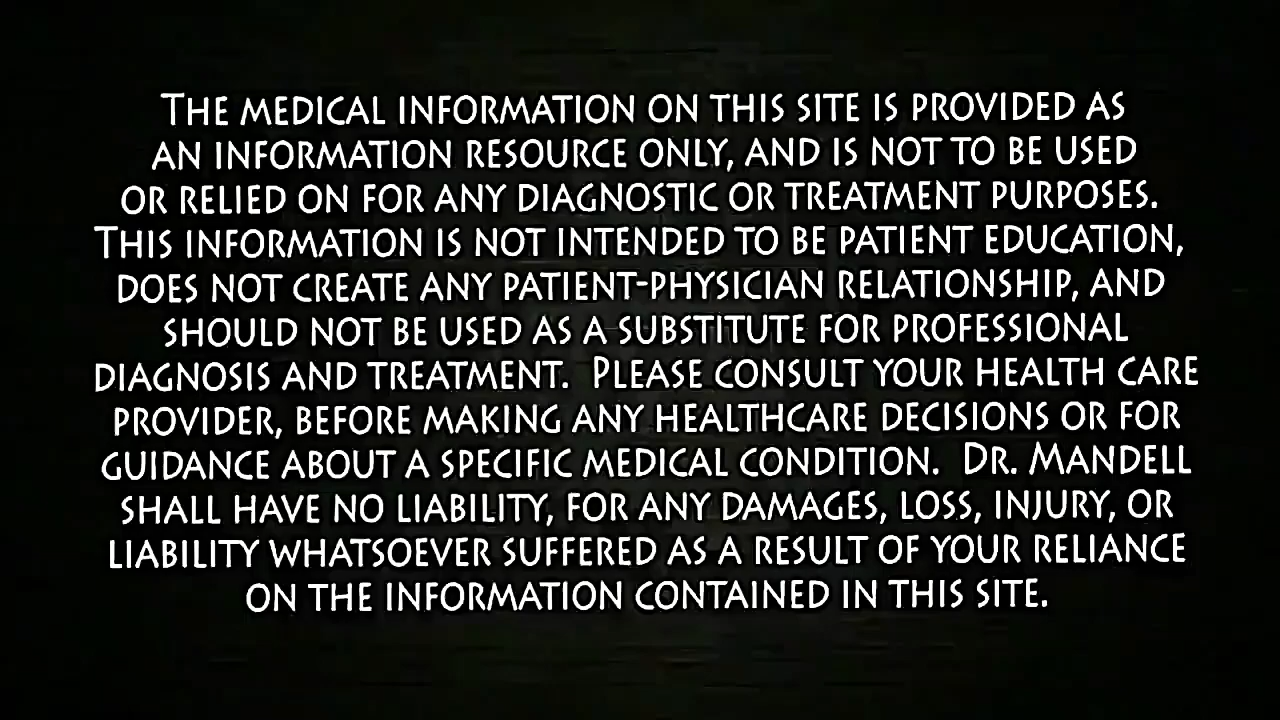 The medical information on this site is provided as
an information resource only, and is not to be used
or relied on for any diagnostic or treatment purposes.
This information is not intended to be patient education,
does not create any patient-physician relationship, and
should not be used as a substitute for professional
diagnosis and treatment.  Please consult your health care
provider, before making any healthcare decisions or for
guidance about a specific medical condition.  Dr. Mandell
shall have no liability, for any damages, loss, injury, or
liability whatsoever suffered as a result of your reliance
on the information contained in this site.